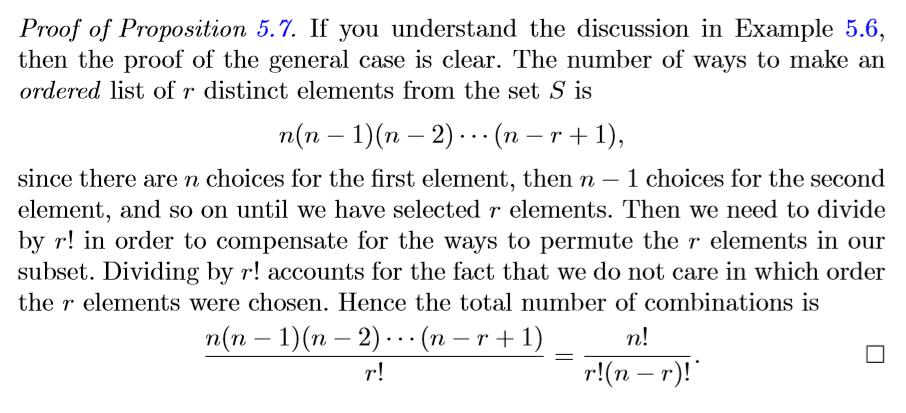 Proof of Proposition 5.7. If you understand the discussion in Example 5.6,
then the proof of the general case is clear. The number of ways to make an
ordered list of r distinct elements from the set S is
n(n − 1)(n − 2) ⋯ (n − r + 1),
since there are n choices for the first element, then n − 1 choices for the second
element, and so on until we have selected r elements. Then we need to divide
by r! in order to compensate for the ways to permute the r elements in our
subset. Dividing by r! accounts for the fact that we do not care in which order
the r elements were chosen. Hence the total number of combinations is
n(n − 1)(n − 2) ⋯ (n − r + 1) / r! = n! / r!(n − r)! . □